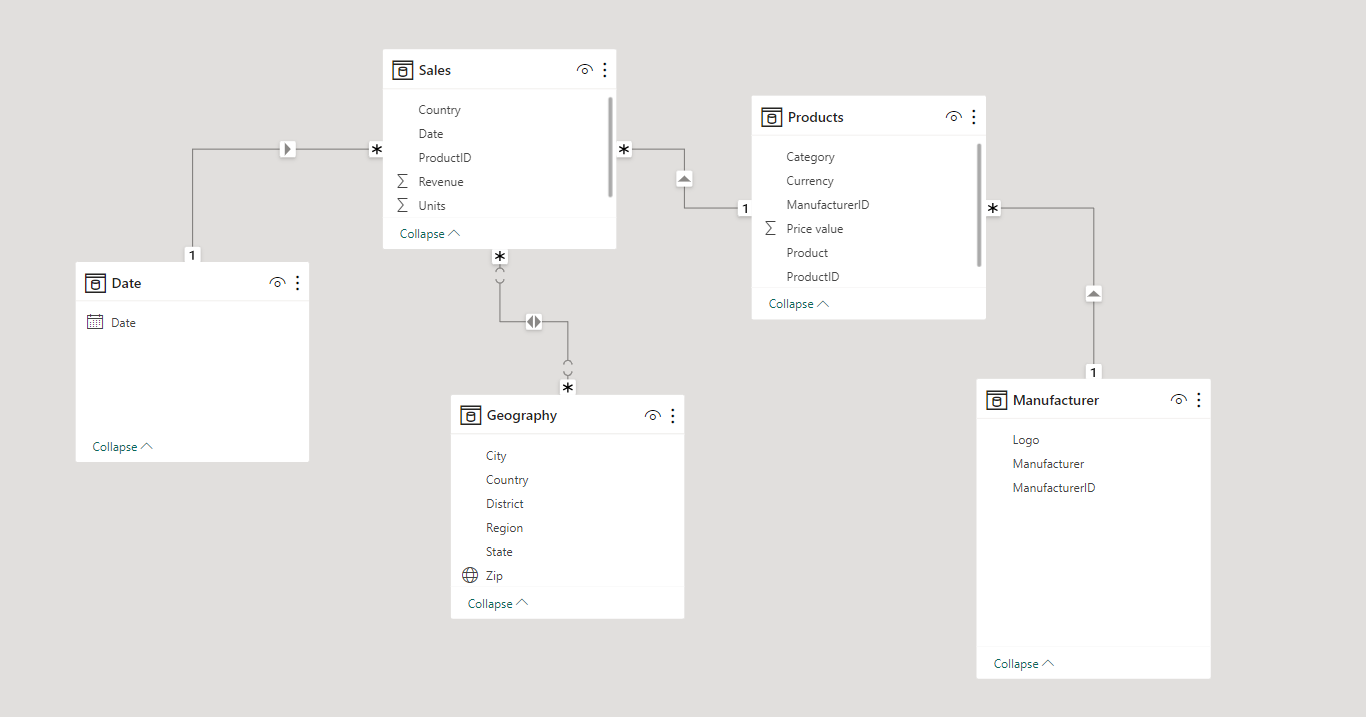 Sales
Country
Date
ProductID
Revenue
Units
Collapse
Products
Category
Currency
ManufacturerID
Price value
Product
ProductID
Collapse
Date
Date
Collapse
Geography
City
Country
District
Region
State
Zip
Collapse
Manufacturer
Logo
Manufacturer
ManufacturerID
Collapse
*
1
*
1
*
1
*
*